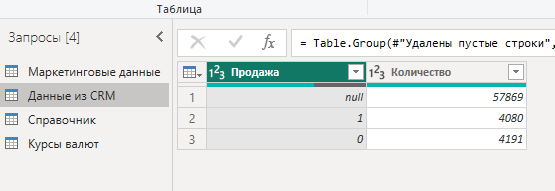 Таблица
Запросы [4]
= Table.Group(#"Удалены пустые строки",
Маркетинговые данные
Данные из CRM
Справочник
Курсы валют
1²3 Продажа 1²3 Количество
1 null 57869
2 1 4080
3 0 4191